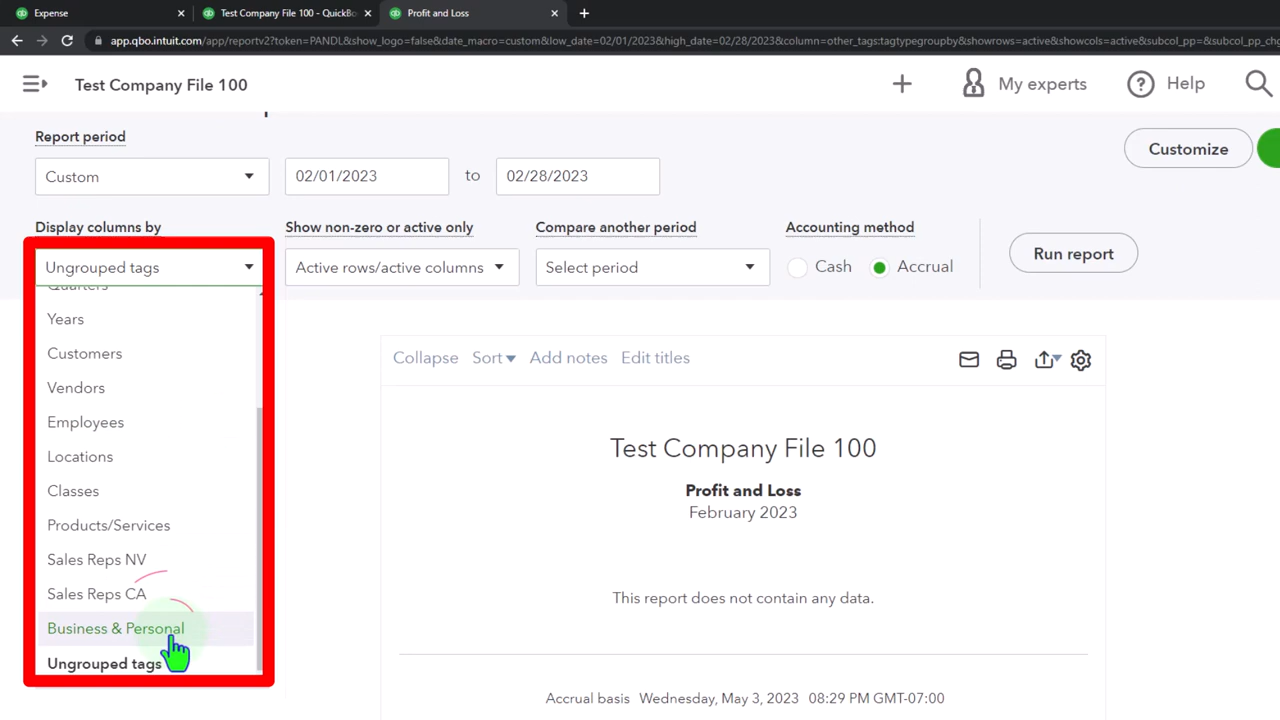 Expense
Test Company File 100 - QuickBo
Profit and Loss
app.qbo.intuit.com/app/reportv2?token=PANDL&show_logo=false&date_macro=custom&low_date=02/01/2023&high_date=02/28/2023&column=other_tags:tagtypegroupby&showrows=active&showcols=active&subcol_pp=&subcol_pp_chg
Test Company File 100
My experts
Help
Report period
Custom
02/01/2023
to
02/28/2023
Customize
Display columns by
Show non-zero or active only
Compare another period
Accounting method
Ungrouped tags
Active rows/active columns
Select period
Cash
Accrual
Run report
Quarters
Years
Customers
Vendors
Employees
Locations
Classes
Products/Services
Sales Reps NV
Sales Reps CA
Business & Personal
Ungrouped tags
Collapse
Sort
Add notes
Edit titles
Test Company File 100
Profit and Loss
February 2023
This report does not contain any data.
Accrual basis Wednesday, May 3, 2023 08:29 PM GMT-07:00